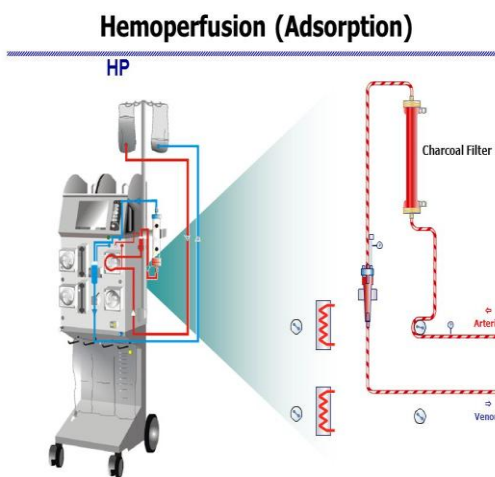 Hemoperfusion (Adsorption)
HP
Charcoal Filter
Arteri
Veno